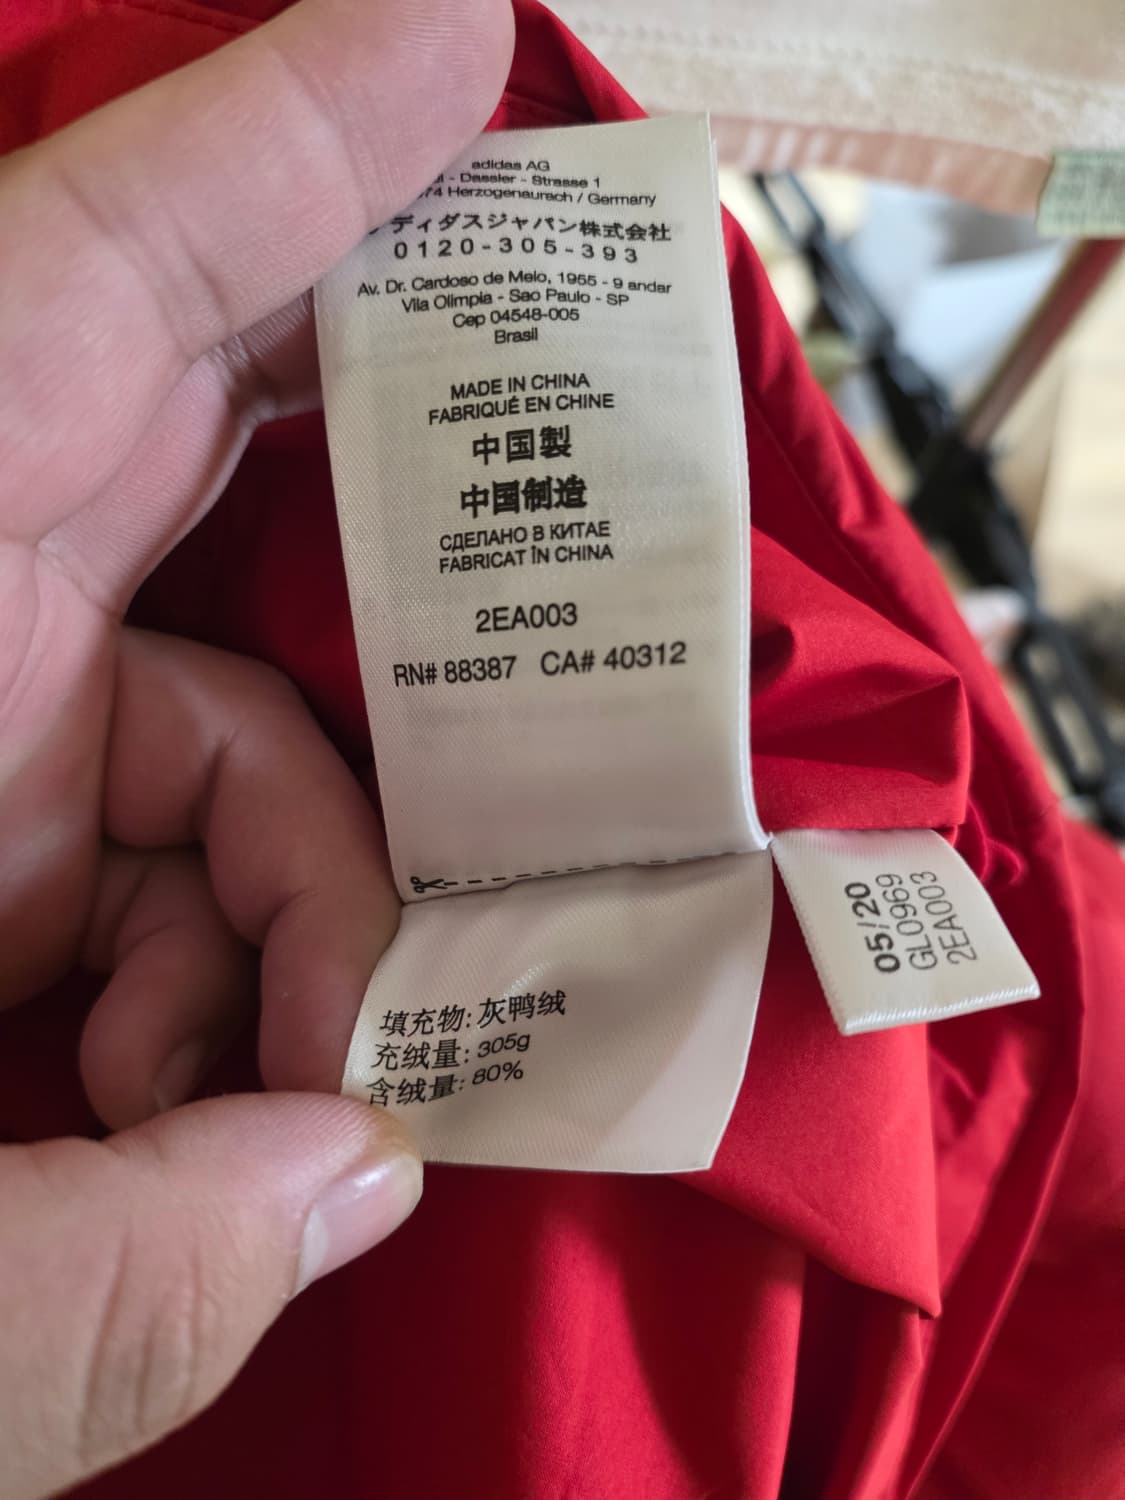 adidas AG
- Dassler - Strasse 1
74 Herzogenaurach / Germany
ディダスジャパン株式会社
0120-305-393
Av. Dr. Cardoso de Melo, 1955 - 9 andar
Vila Olimpia - Sao Paulo - SP
Cep 04548-005
Brasil
MADE IN CHINA
FABRIQUÉ EN CHINE
中国製
中国制造
СДЕЛАНО В КИТАЕ
FABRICAT ÎN CHINA
2EA003
RN# 88387 CA# 40312
填充物: 灰鸭绒
充绒量: 305g
含绒量: 80%
05/20
GL0969
2EA003